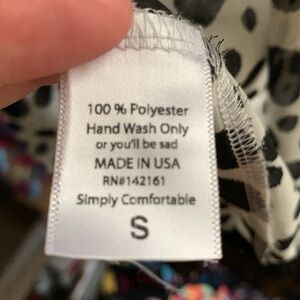 100 % Polyester
Hand Wash Only
or you'll be sad
MADE IN USA
RN#142161
Simply Comfortable
S